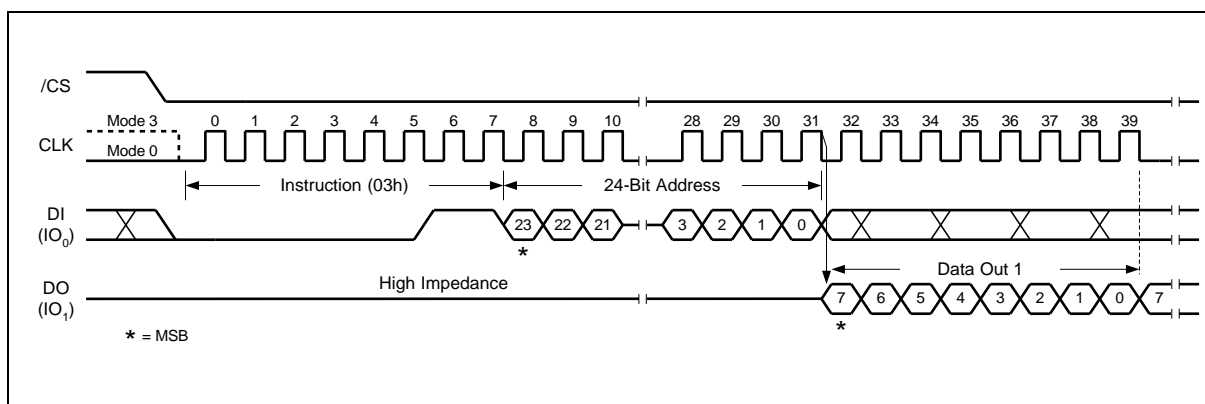 /CS
Mode 3
0 1 2 3 4 5 6 7 8 9 10 28 29 30 31 32 33 34 35 36 37 38 39
CLK
Mode 0
Instruction (03h)
24-Bit Address
DI
(IO0)
23 22 21 3 2 1 0
*
Data Out 1
High Impedance
DO
(IO1)
7 6 5 4 3 2 1 0 7
*
* = MSB